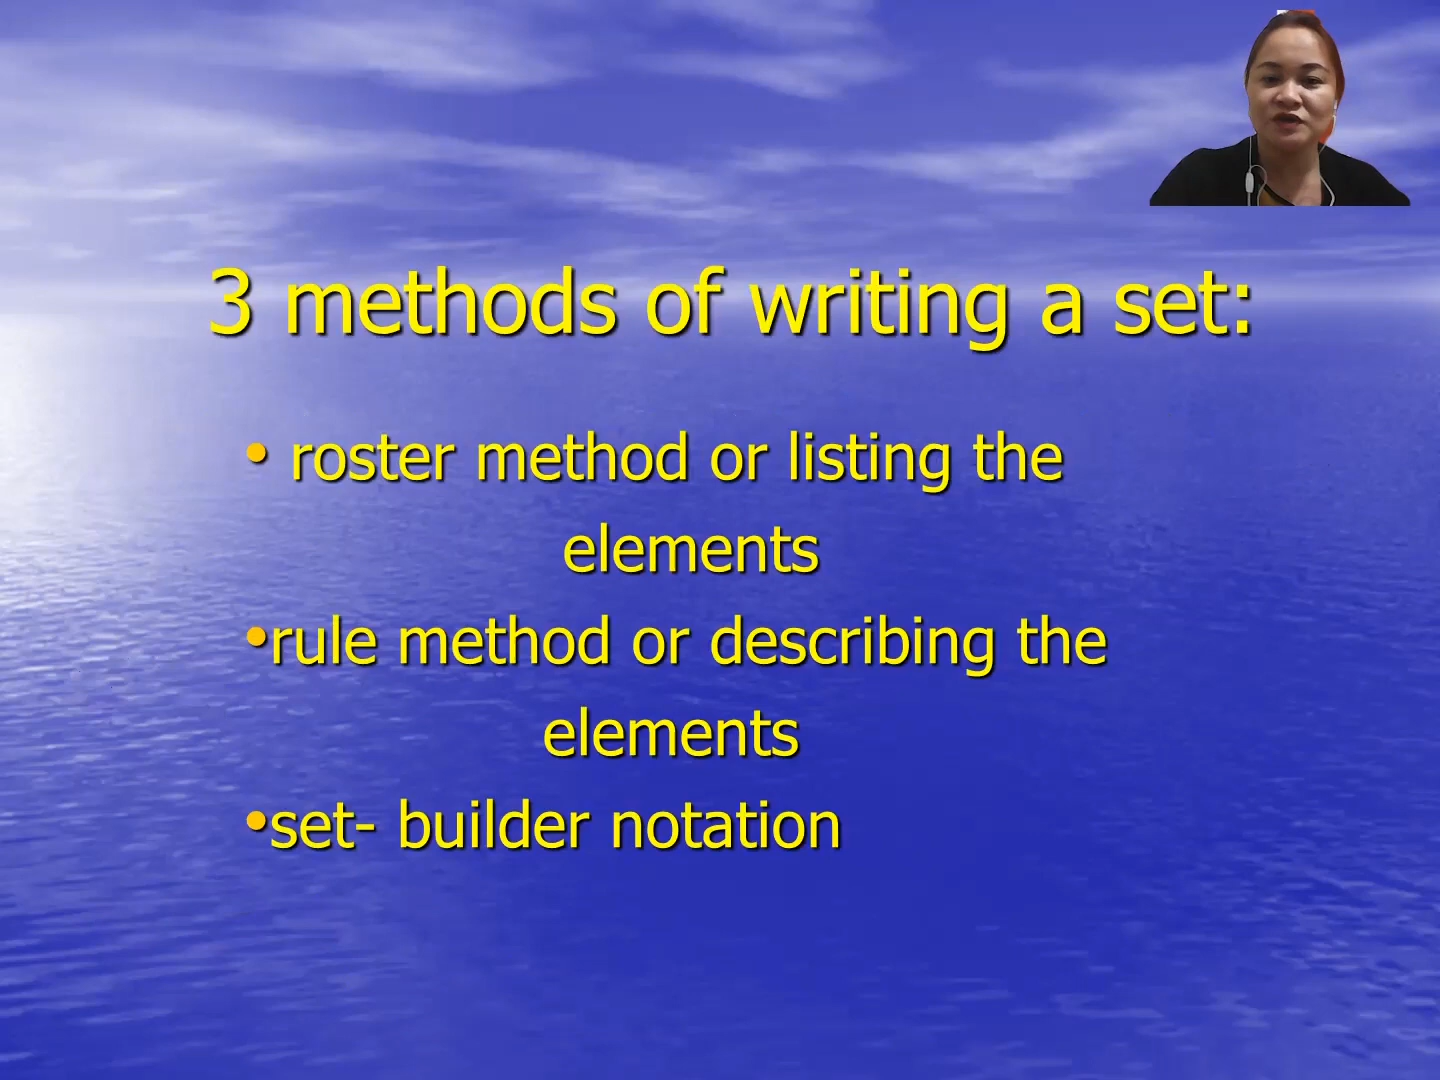 3 methods of writing a set:
• roster method or listing the
elements
•rule method or describing the
elements
•set- builder notation